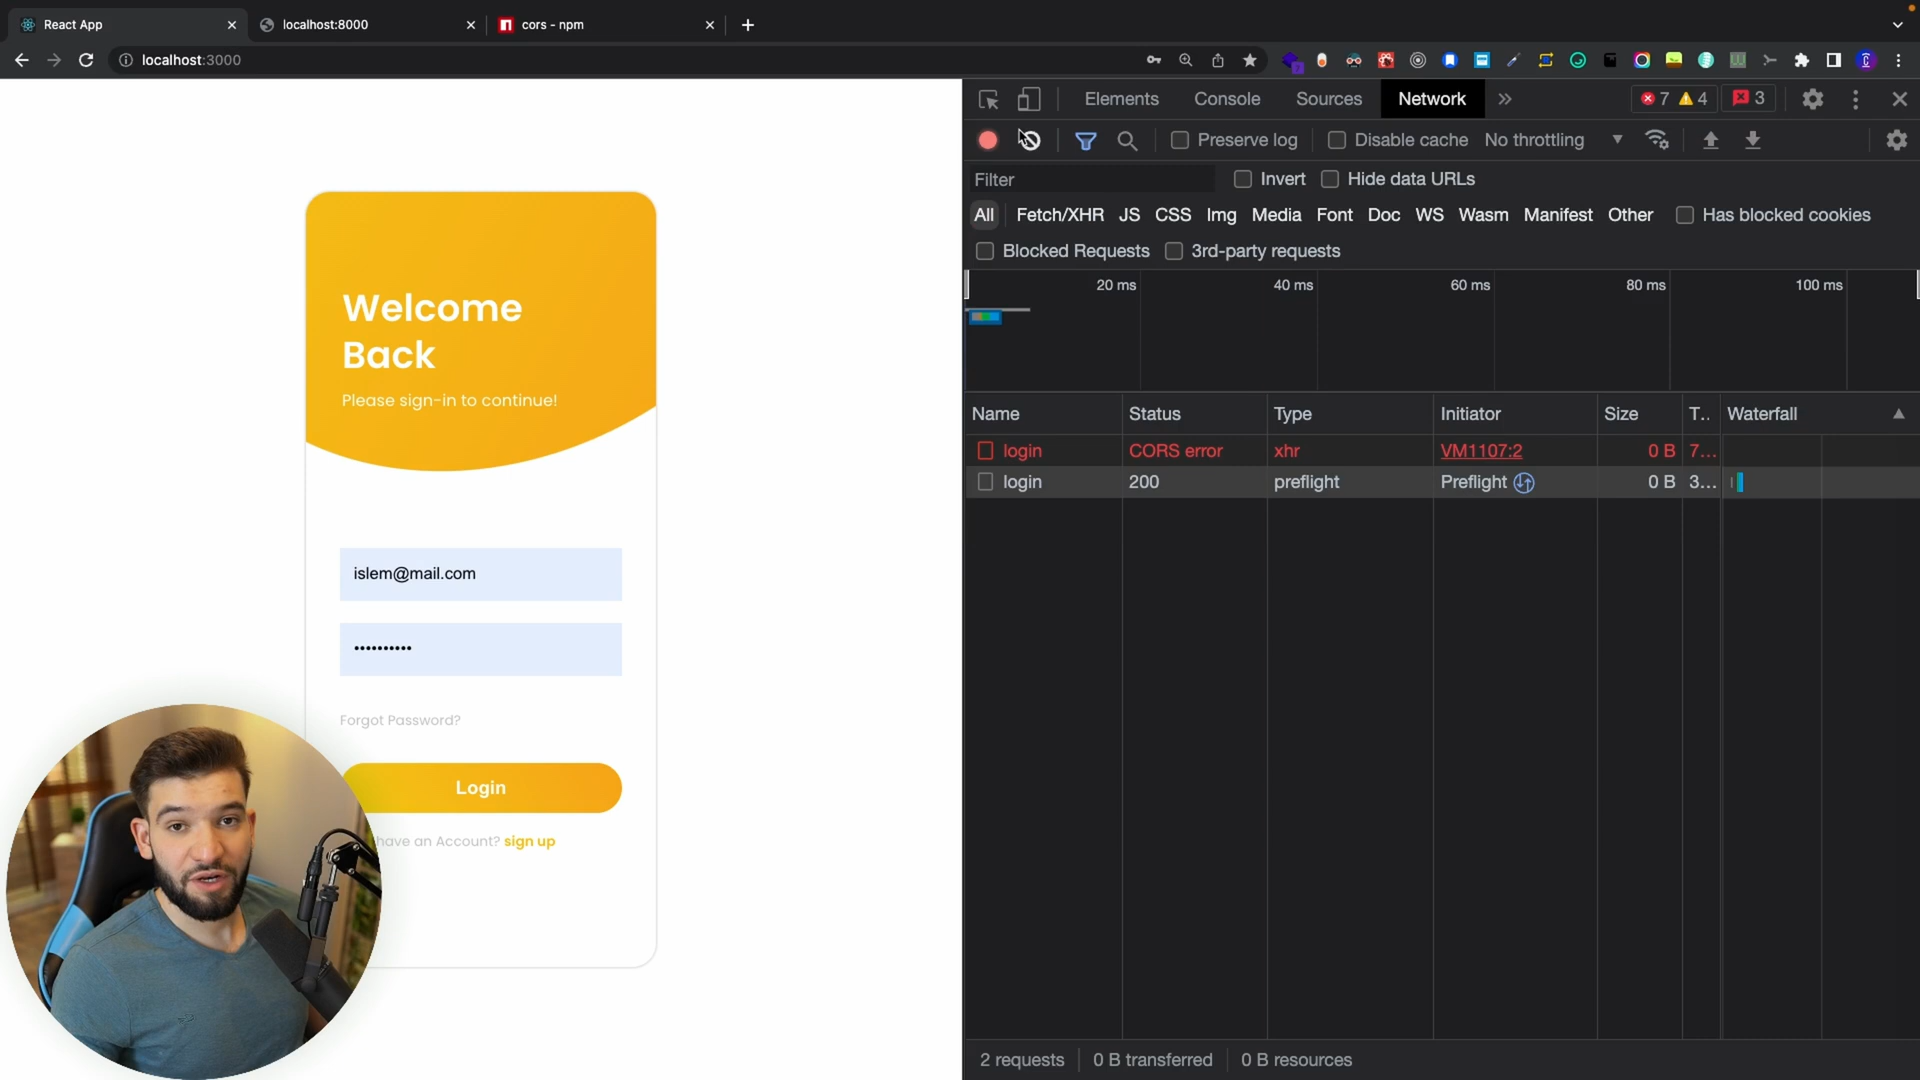 React App
localhost:8000
cors - npm
localhost:3000
Elements
Console
Sources
Network
7
4
3
Preserve log
Disable cache
No throttling
Filter
Invert
Hide data URLs
All
Fetch/XHR
JS
CSS
Img
Media
Font
Doc
WS
Wasm
Manifest
Other
Has blocked cookies
Blocked Requests
3rd-party requests
20 ms
40 ms
60 ms
80 ms
100 ms
Name
Status
Type
Initiator
Size
T..
Waterfall
login
CORS error
xhr
VM1107:2
0 B
7...
login
200
preflight
Preflight
0 B
3...
2 requests
0 B transferred
0 B resources
Welcome
Back
Please sign-in to continue!
islem@mail.com
••••••••••
Forgot Password?
Login
have an Account? sign up